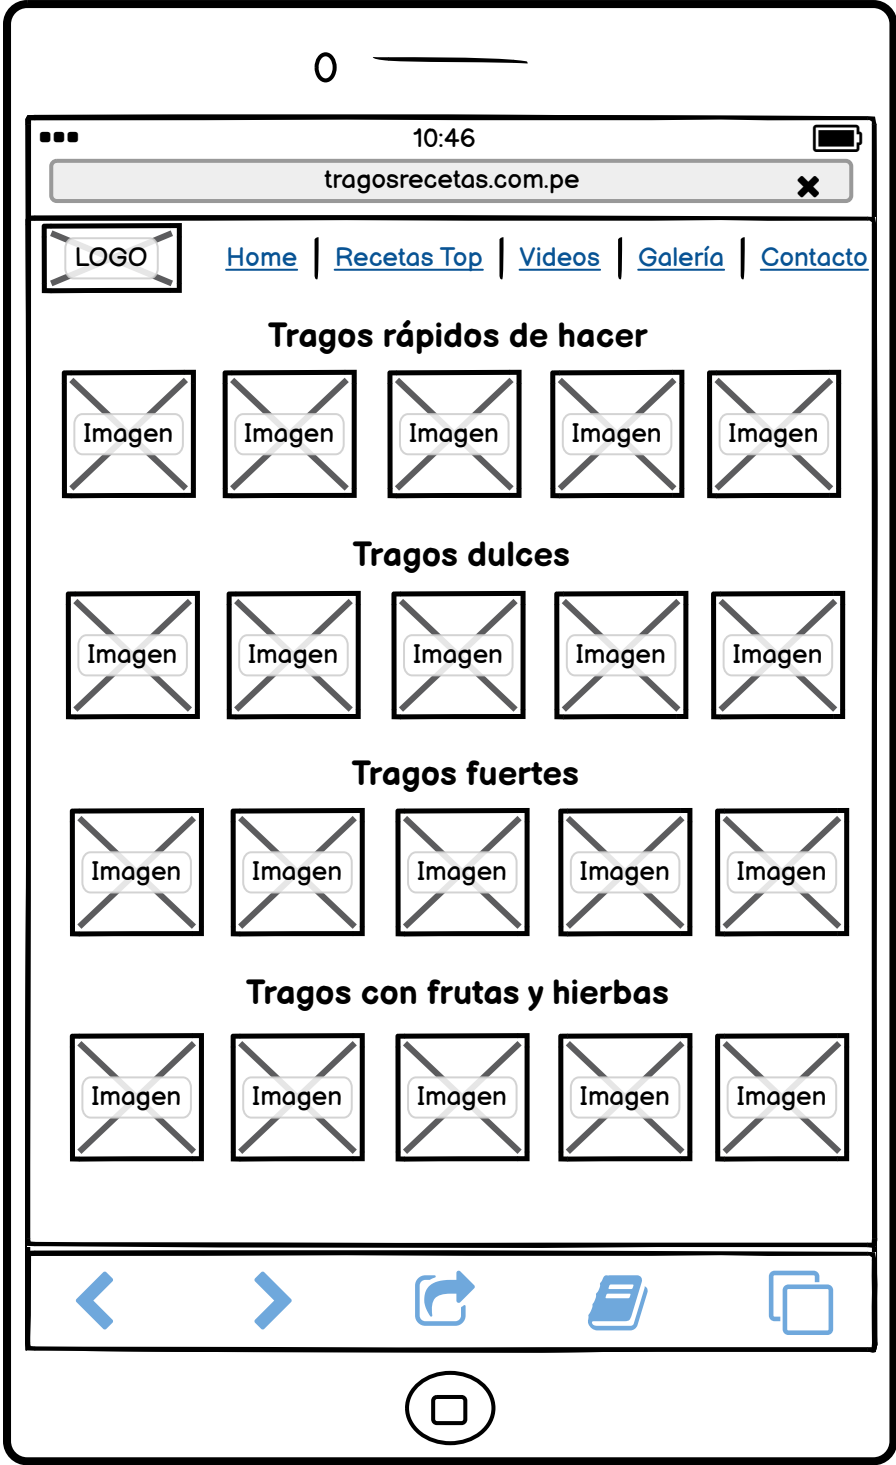 10:46
tragosrecetas.com.pe
LOGO Home Recetas Top Videos Galería Contacto
Tragos rápidos de hacer
Imagen Imagen Imagen Imagen Imagen
Tragos dulces
Imagen Imagen Imagen Imagen Imagen
Tragos fuertes
Imagen Imagen Imagen Imagen Imagen
Tragos con frutas y hierbas
Imagen Imagen Imagen Imagen Imagen